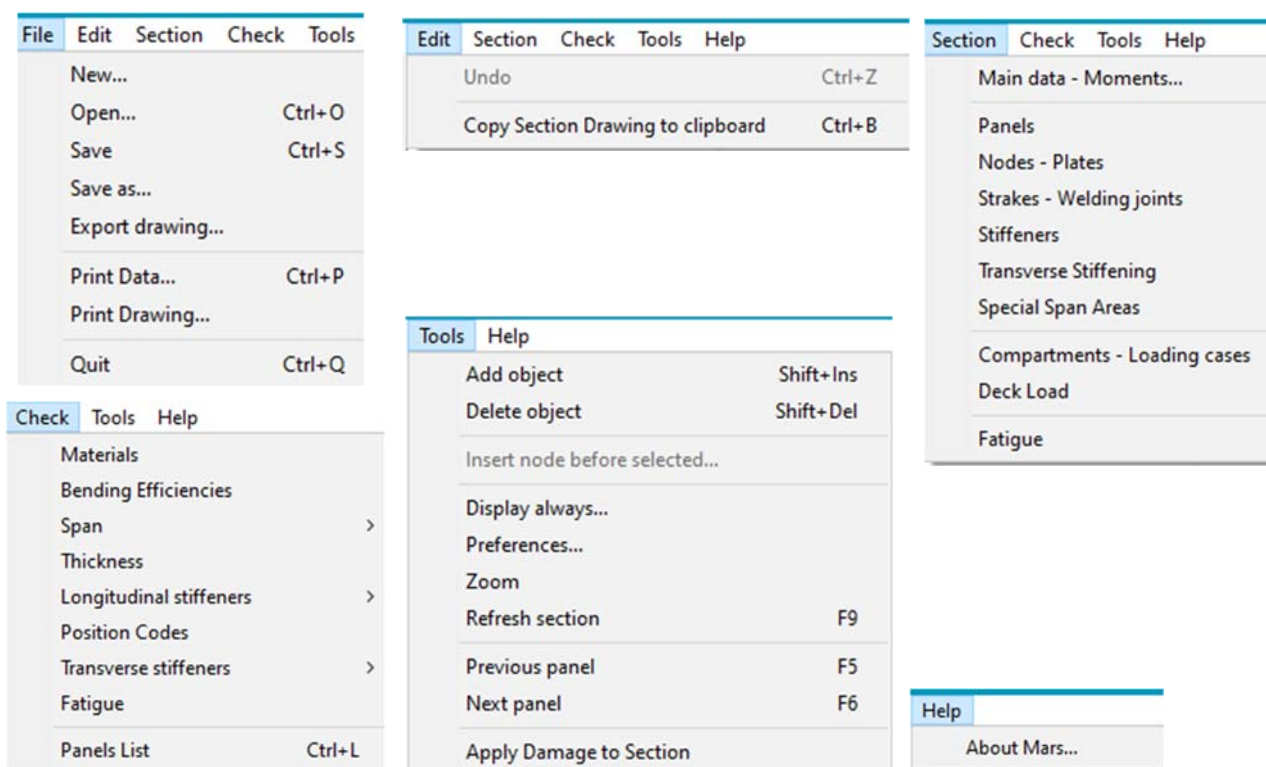 File Edit Section Check Tools
New...
Open... Ctrl+O
Save Ctrl+S
Save as...
Export drawing...
Print Data... Ctrl+P
Print Drawing...
Quit Ctrl+Q
Edit Section Check Tools Help
Undo Ctrl+Z
Copy Section Drawing to clipboard Ctrl+B
Section Check Tools Help
Main data - Moments...
Panels
Nodes - Plates
Strakes - Welding joints
Stiffeners
Transverse Stiffening
Special Span Areas
Compartments - Loading cases
Deck Load
Fatigue
Check Tools Help
Materials
Bending Efficiencies
Span >
Thickness
Longitudinal stiffeners >
Position Codes
Transverse stiffeners >
Fatigue
Panels List Ctrl+L
Tools Help
Add object Shift+Ins
Delete object Shift+Del
Insert node before selected...
Display always...
Preferences...
Zoom
Refresh section F9
Previous panel F5
Next panel F6
Apply Damage to Section
Help
About Mars...